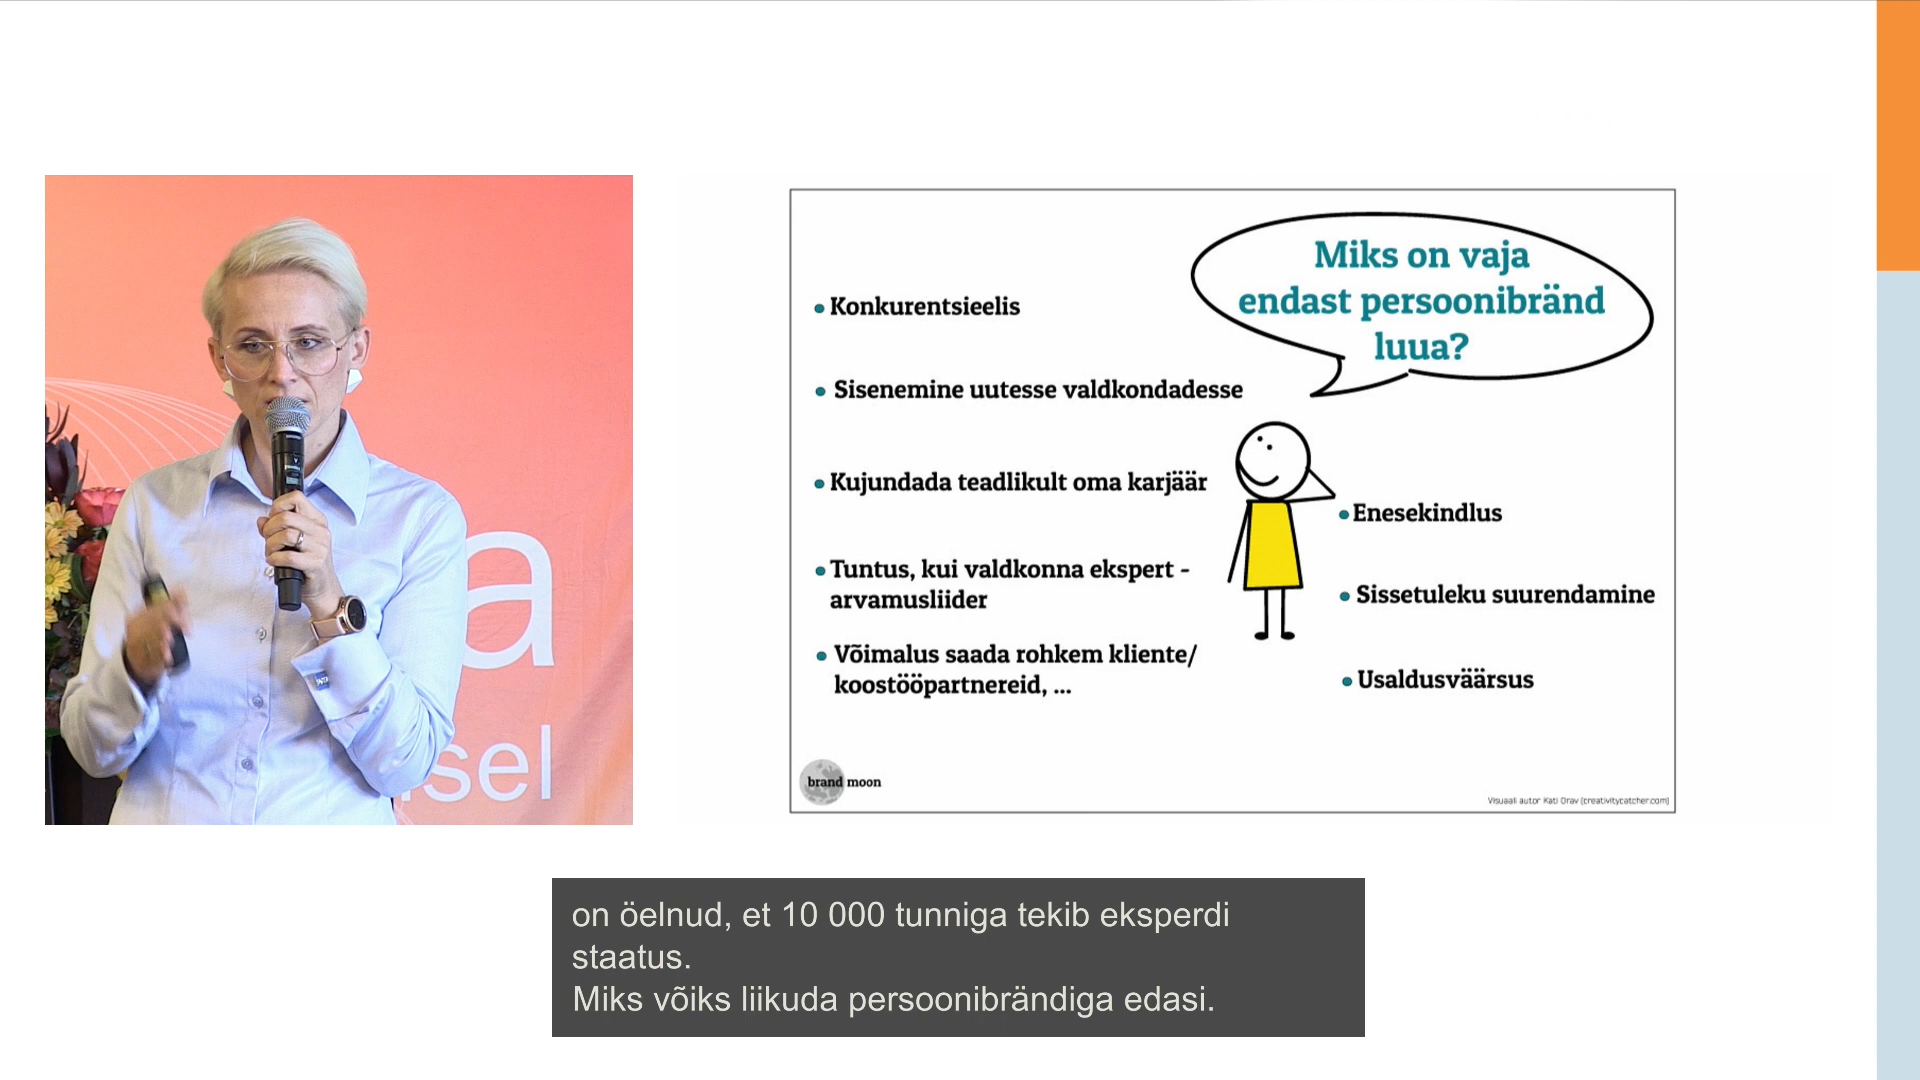 a
sel
Miks on vaja
endast persoonibränd
luua?
• Konkurentsieelis
• Sisenemine uutesse valdkondadesse
• Kujundada teadlikult oma karjäär
• Tuntus, kui valdkonna ekspert -
arvamusliider
• Võimalus saada rohkem kliente/
koostööpartnereid, ...
• Enesekindlus
• Sissetuleku suurendamine
• Usaldusväärsus
brand moon
Visuaali autor Kati Orav (creativitycatcher.com)
on öelnud, et 10 000 tunniga tekib eksperdi
staatus.
Miks võiks liikuda persoonibrändiga edasi.